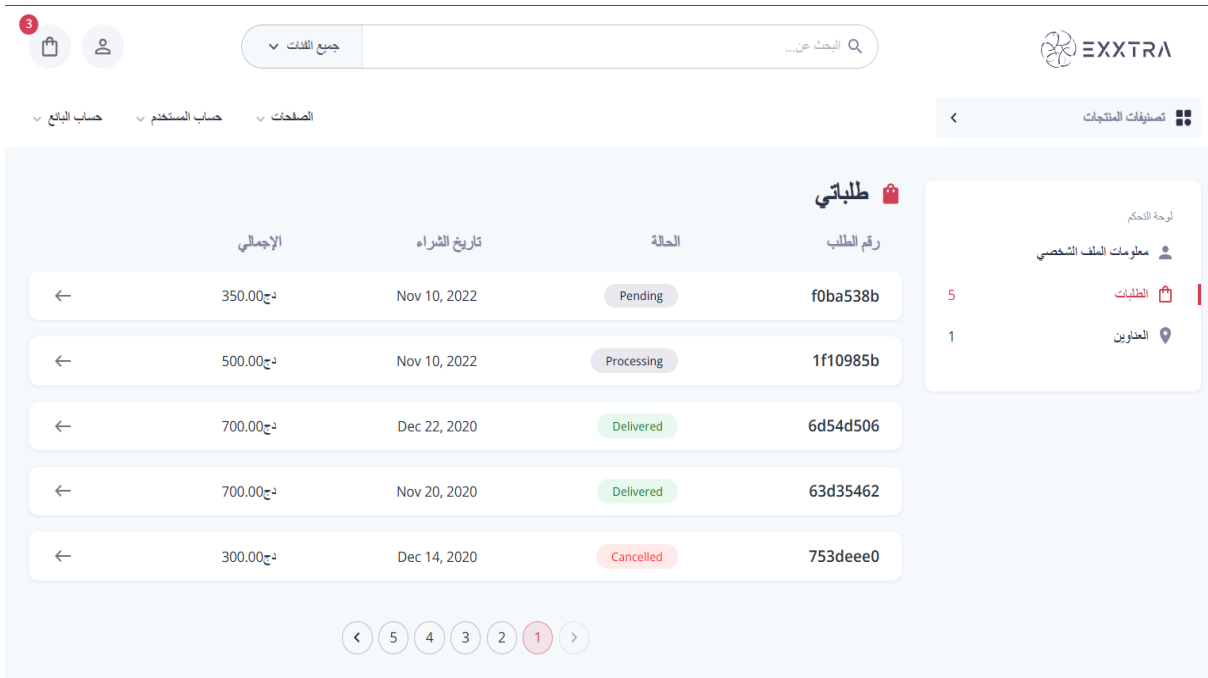 EXXTRA
البحث عن...
جميع الفئات
3
تصنيفات المنتجات
الصفحات
حساب المستخدم
حساب البائع
لوحة التحكم
معلومات الملف الشخصي
الطلبات 5
العناوين 1
طلباتي
رقم الطلب الحالة تاريخ الشراء الإجمالي
f0ba538b Pending Nov 10, 2022 دج350.00
1f10985b Processing Nov 10, 2022 دج500.00
6d54d506 Delivered Dec 22, 2020 دج700.00
63d35462 Delivered Nov 20, 2020 دج700.00
753deee0 Cancelled Dec 14, 2020 دج300.00
1 2 3 4 5